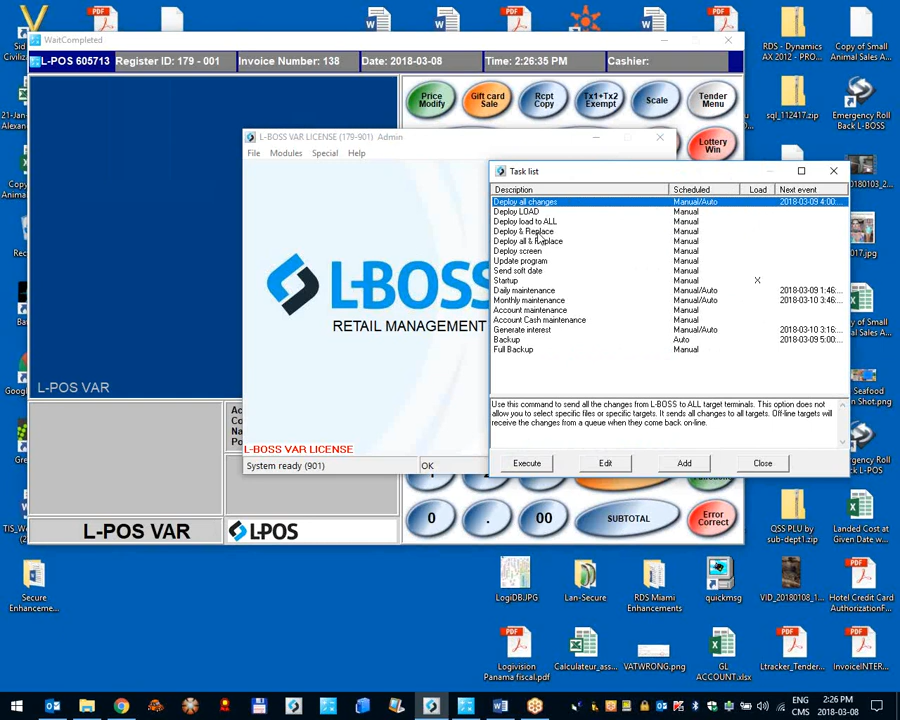 WaitCompleted
L-POS 605713
Register ID: 179 - 001
Invoice Number: 138
Date: 2018-03-08
Time: 2:26:35 PM
Cashier:
Price Modify
Gift card Sale
Rcpt Copy
Tx1+Tx2 Exempt
Scale
Tender Menu
Lottery Win
L-BOSS VAR LICENSE (179-901)   Admin
File Modules Special Help
L-BOSS
RETAIL MANAGEMENT
L-BOSS VAR LICENSE
System ready (901)
OK
Task list
Description Scheduled Load Next event
Deploy all changes Manual/Auto 2018-03-09 4:00:...
Deploy LOAD Manual
Deploy load to ALL Manual
Deploy & Replace Manual
Deploy all & Replace Manual
Deploy screen Manual
Update program Manual
Send soft date Manual
Startup Manual X
Daily maintenance Manual/Auto 2018-03-09 1:46:...
Monthly maintenance Manual/Auto 2018-03-10 3:46:...
Account maintenance Manual
Account Cash maintenance Manual
Generate interest Manual/Auto 2018-03-10 3:16:...
Backup Auto 2018-03-09 5:00:...
Full Backup Manual
Use this command to send all the changes from L-BOSS to ALL target terminals. This option does not
allow you to select specific files or specific targets. It sends all changes to all targets. Off-line targets will
receive the changes from a queue when they come back on-line.
Execute Edit Add Close
L-POS VAR
L-POS VAR
L-POS
0 . 00 SUBTOTAL
Error Correct
RDS - Dynamics
AX 2012 - PRO...
Copy of Small
Animal Sales A...
sql_112417.zip
Emergency Roll
Back L-BOSS
QSS PLU by
sub-dept1.zip
Landed Cost at
Given Date w...
Secure
Enhanceme...
LogiDB.JPG
Lan-Secure
RDS Miami
Enhancements
quickmsg
VID_20180108_1...
Hotel Credit Card
AuthorizationF...
Logivision
Panama fiscal.pdf
Calculateur_ass...
VATWRONG.png
GL
ACCOUNT.xlsx
Ltracker_Tender...
InvoiceINTER...
ENG
CMS
2:26 PM
2018-03-08